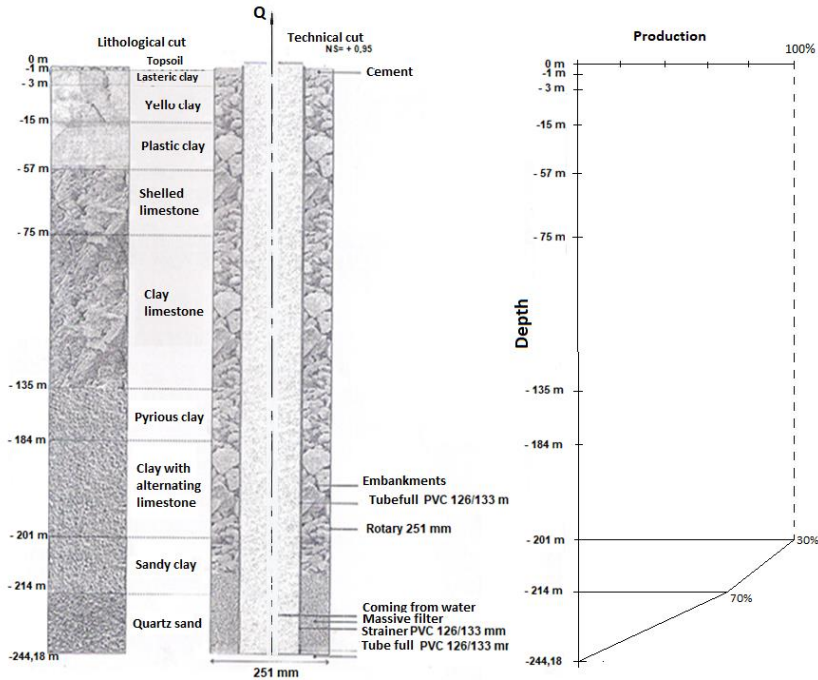 Q
Lithological cut
Technical cut
NS= + 0,95
0 m
Topsoil
-1 m
Lasteric clay
- 3 m
Yello clay
-15 m
Plastic clay
- 57 m
Shelled
limestone
- 75 m
Clay
limestone
- 135 m
Pyrious clay
- 184 m
Clay with
alternating
limestone
- 201 m
Sandy clay
- 214 m
Quartz sand
-244,18m
Cement
Embankments
Tubefull PVC 126/133 m
Rotary 251 mm
Coming from water
Massive filter
Strainer PVC 126/133 mm
Tube full PVC 126/133 mr
251 mm
Production
100%
0 m
-1 m
- 3 m
-15 m
- 57 m
- 75 m
Depth
- 135 m
- 184 m
- 201 m
30%
- 214 m
70%
-244,18